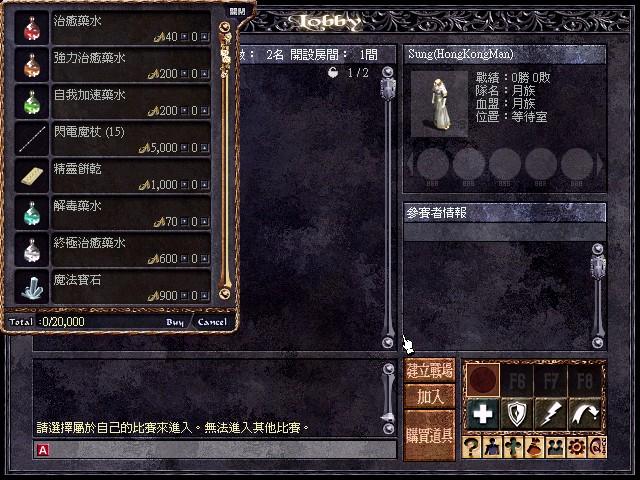 關閉
Lobby
治癒藥水
40 0
強力治癒藥水
200 0
自我加速藥水
200 0
閃電魔杖 (15)
5,000 0
精靈餅乾
1,000 0
解毒藥水
70 0
終極治癒藥水
600 0
魔法寶石
900 0
Total :0/20,000
Buy Cancel
： 2名 開設房間： 1間
1/2
Sung(HongKongMan)
戰績：0勝 0敗
隊名：月族
血盟：月族
位置：等待室
參賽者情報
請選擇屬於自己的比賽來進入。無法進入其他比賽。
A
建立戰場
加入
購買道具
F6 F7 F8